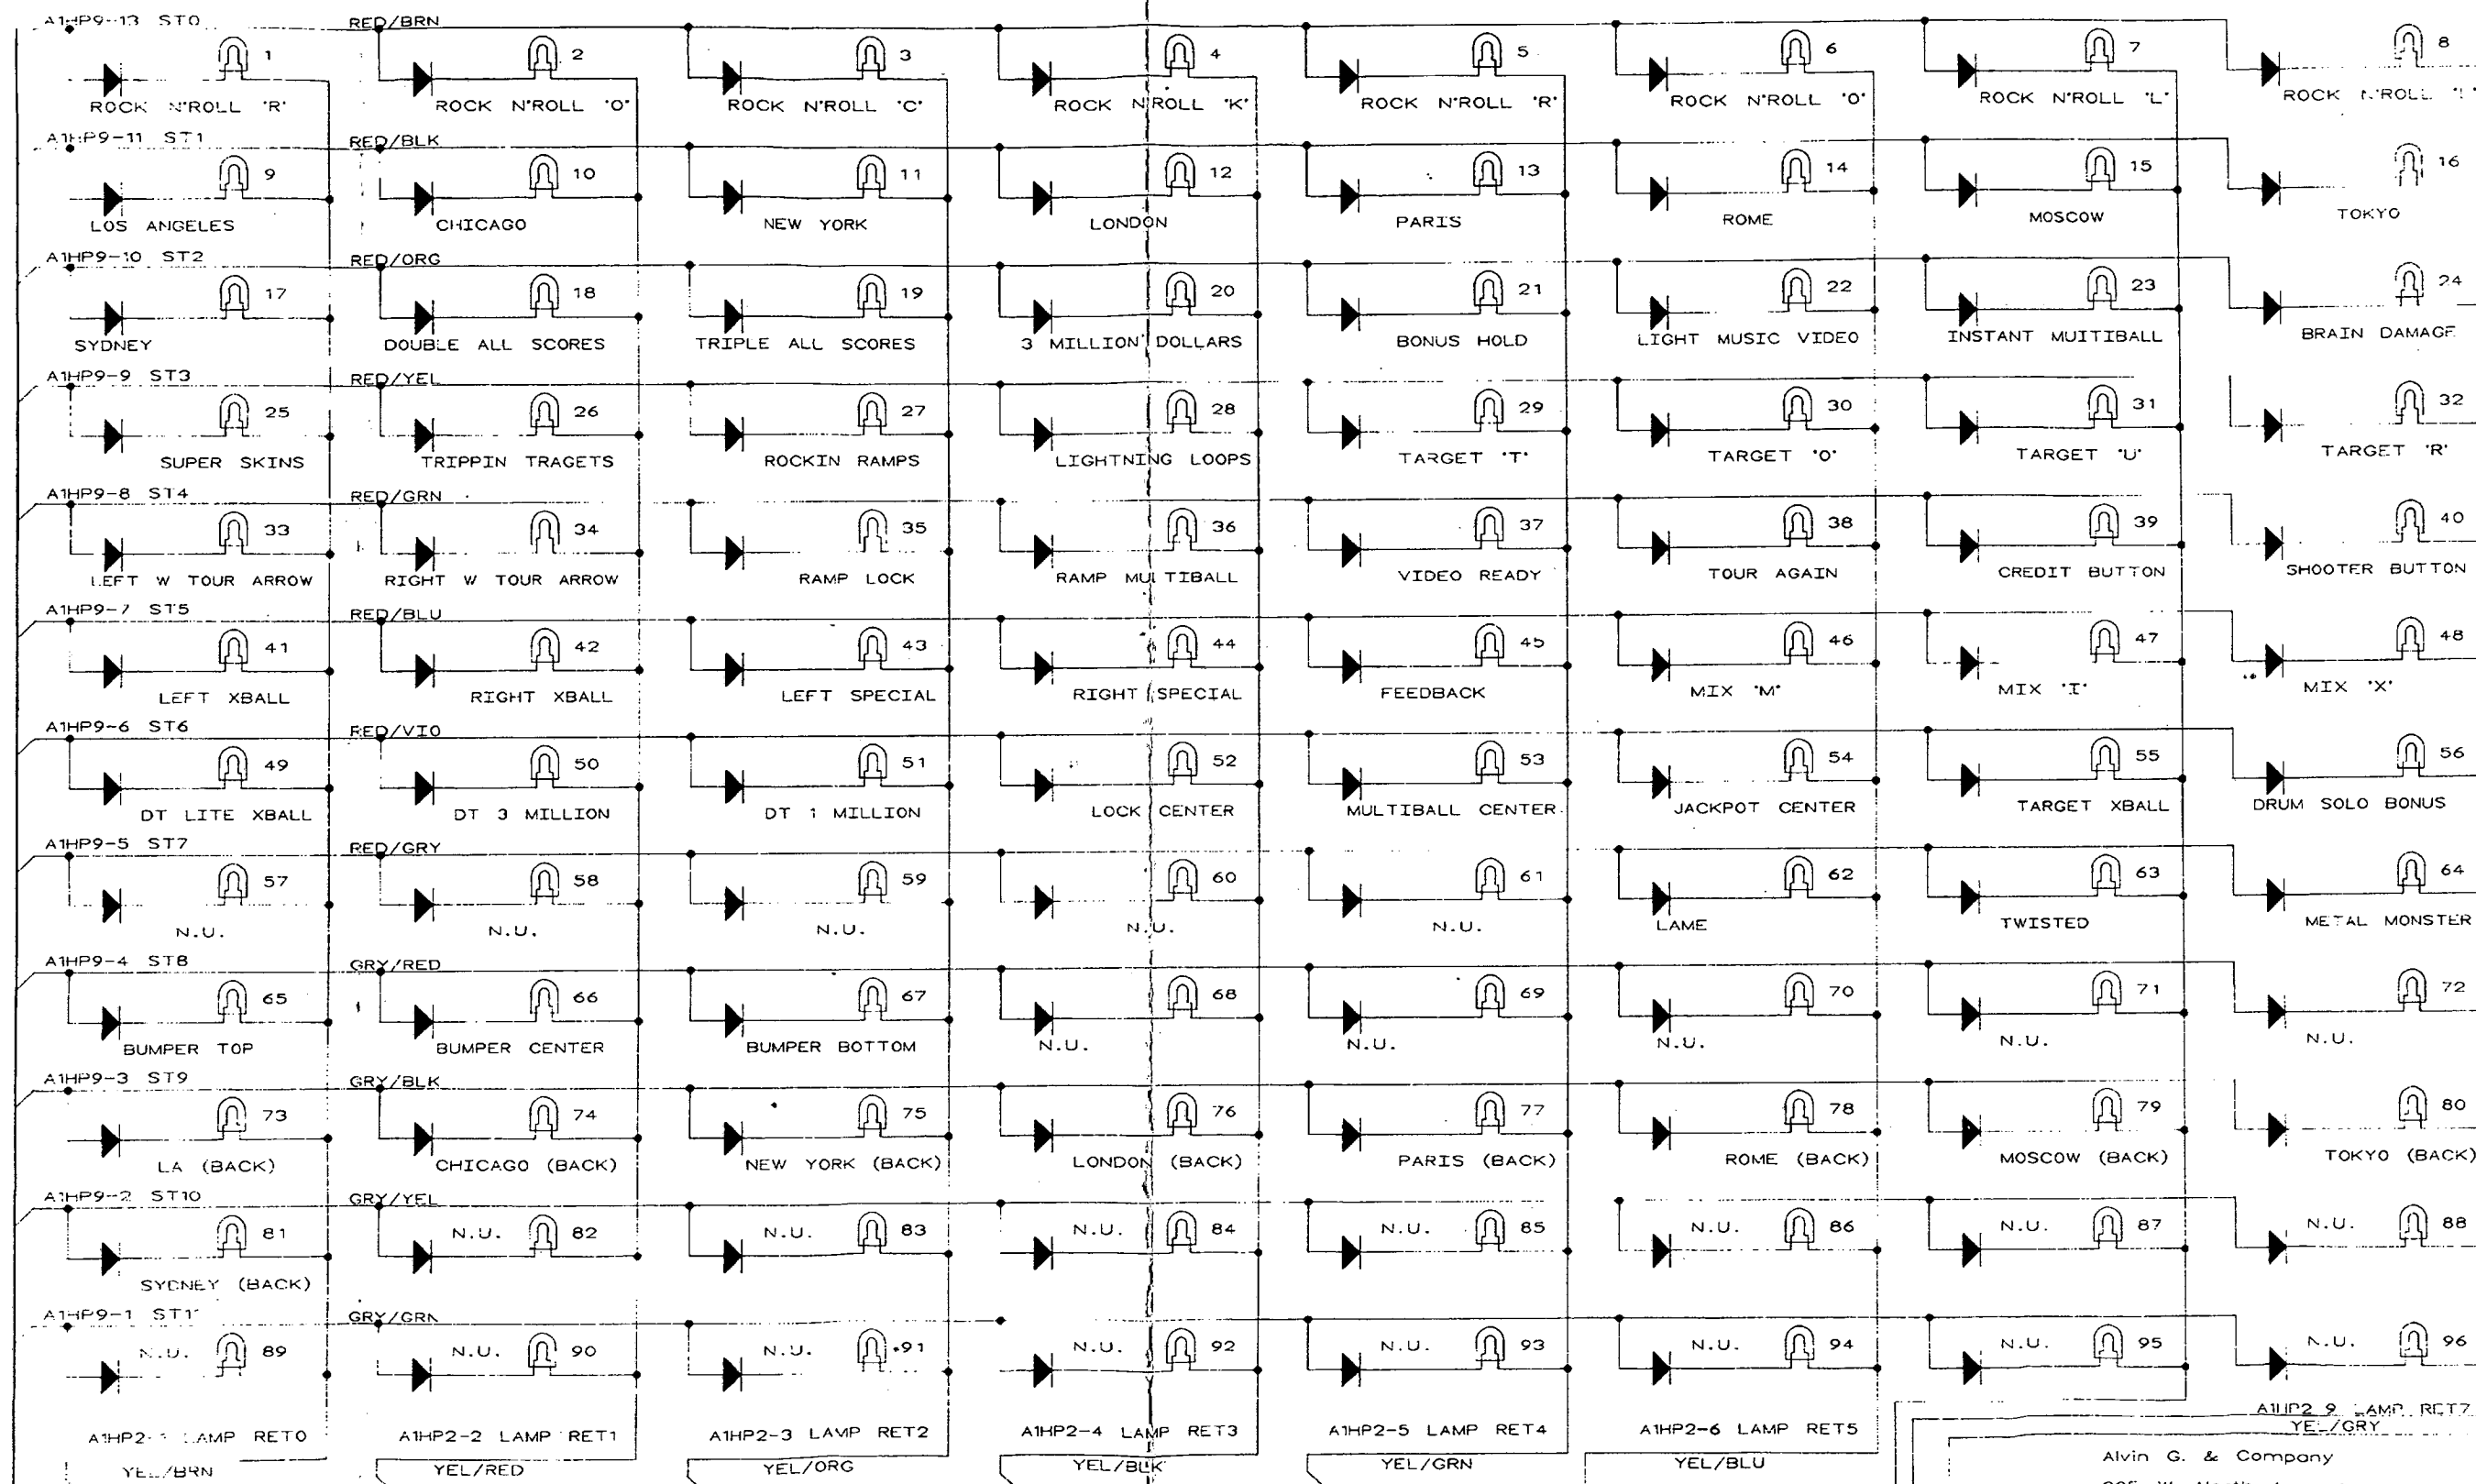 A1HP9-13 ST0 RED/BRN
1 2 3 4 5 6 7 8
ROCK N'ROLL 'R' ROCK N'ROLL 'O' ROCK N'ROLL 'C' ROCK N'ROLL 'K' ROCK N'ROLL 'R' ROCK N'ROLL 'O' ROCK N'ROLL 'L' ROCK N'ROLL
A1HP9-11 ST1 RED/BLK
9 10 11 12 13 14 15 16
LOS ANGELES CHICAGO NEW YORK LONDON PARIS ROME MOSCOW TOKYO
A1HP9-10 ST2 RED/ORG
17 18 19 20 21 22 23 24
SYDNEY DOUBLE ALL SCORES TRIPLE ALL SCORES 3 MILLION DOLLARS BONUS HOLD LIGHT MUSIC VIDEO INSTANT MUITIBALL BRAIN DAMAGE
A1HP9-9 ST3 RED/YEL
25 26 27 28 29 30 31 32
SUPER SKINS TRIPPIN TRAGETS ROCKIN RAMPS LIGHTNING LOOPS TARGET 'T' TARGET 'O' TARGET 'U' TARGET 'R'
A1HP9-8 ST4 RED/GRN
33 34 35 36 37 38 39 40
LEFT W TOUR ARROW RIGHT W TOUR ARROW RAMP LOCK RAMP MULTIBALL VIDEO READY TOUR AGAIN CREDIT BUTTON SHOOTER BUTTON
A1HP9-7 ST5 RED/BLU
41 42 43 44 45 46 47 48
LEFT XBALL RIGHT XBALL LEFT SPECIAL RIGHT SPECIAL FEEDBACK MIX 'M' MIX 'I' MIX 'X'
A1HP9-6 ST6 RED/VIO
49 50 51 52 53 54 55 56
DT LITE XBALL DT 3 MILLION DT 1 MILLION LOCK CENTER MULTIBALL CENTER JACKPOT CENTER TARGET XBALL DRUM SOLO BONUS
A1HP9-5 ST7 RED/GRY
57 58 59 60 61 62 63 64
N.U. N.U. N.U. N.U. N.U. LAME TWISTED METAL MONSTER
A1HP9-4 ST8 GRY/RED
65 66 67 68 69 70 71 72
BUMPER TOP BUMPER CENTER BUMPER BOTTOM N.U. N.U. N.U. N.U. N.U.
A1HP9-3 ST9 GRY/BLK
73 74 75 76 77 78 79 80
LA (BACK) CHICAGO (BACK) NEW YORK (BACK) LONDON (BACK) PARIS (BACK) ROME (BACK) MOSCOW (BACK) TOKYO (BACK)
A1HP9-2 ST10 GRY/YEL
81 N.U. 82 N.U. 83 N.U. 84 N.U. 85 N.U. 86 N.U. 87 N.U. 88
SYDNEY (BACK)
A1HP9-1 ST11 GRY/GRN
N.U. 89 N.U. 90 N.U. 91 N.U. 92 N.U. 93 N.U. 94 N.U. 95 N.U. 96
A1HP2-1 LAMP RET0 A1HP2-2 LAMP RET1 A1HP2-3 LAMP RET2 A1HP2-4 LAMP RET3 A1HP2-5 LAMP RET4 A1HP2-6 LAMP RET5 A1HP2 9 LAMP RET7
YEL/BRN YEL/RED YEL/ORG YEL/BLK YEL/GRN YEL/BLU YEL/GRY
Alvin G. & Company